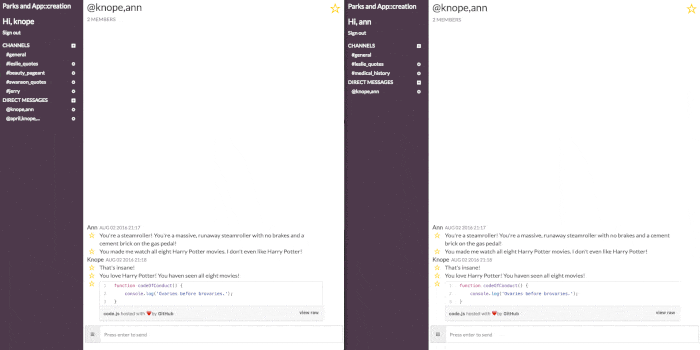 Parks and App::creation
Hi, knope
Sign out
CHANNELS
#general
#leslie_quotes
#beauty_pageant
#swanson_quotes
#jerry
DIRECT MESSAGES
@knope,ann
@april,knope,...
@knope,ann
2 MEMBERS
Ann AUG 02 2016 21:17
You're a steamroller! You're a massive, runaway steamroller with no brakes and a
cement brick on the gas pedal!
You made me watch all eight Harry Potter movies. I don't even like Harry Potter!
Knope AUG 02 2016 21:18
That's insane!
You love Harry Potter! You haven seen all eight movies!
1 function codeOfConduct() {
2 console.log('Ovaries before brovaries.');
3 }
code.js hosted with ❤ by GitHub view raw
Press enter to send
Parks and App::creation
Hi, ann
Sign out
CHANNELS
#general
#leslie_quotes
#medical_history
DIRECT MESSAGES
@knope,ann
@knope,ann
2 MEMBERS
Ann AUG 02 2016 21:17
You're a steamroller! You're a massive, runaway steamroller with no brakes and a cement
brick on the gas pedal!
You made me watch all eight Harry Potter movies. I don't even like Harry Potter!
Knope AUG 02 2016 21:18
That's insane!
You love Harry Potter! You haven seen all eight movies!
1 function codeOfConduct() {
2 console.log('Ovaries before brovaries.');
3 }
code.js hosted with ❤ by GitHub view raw
Press enter to send